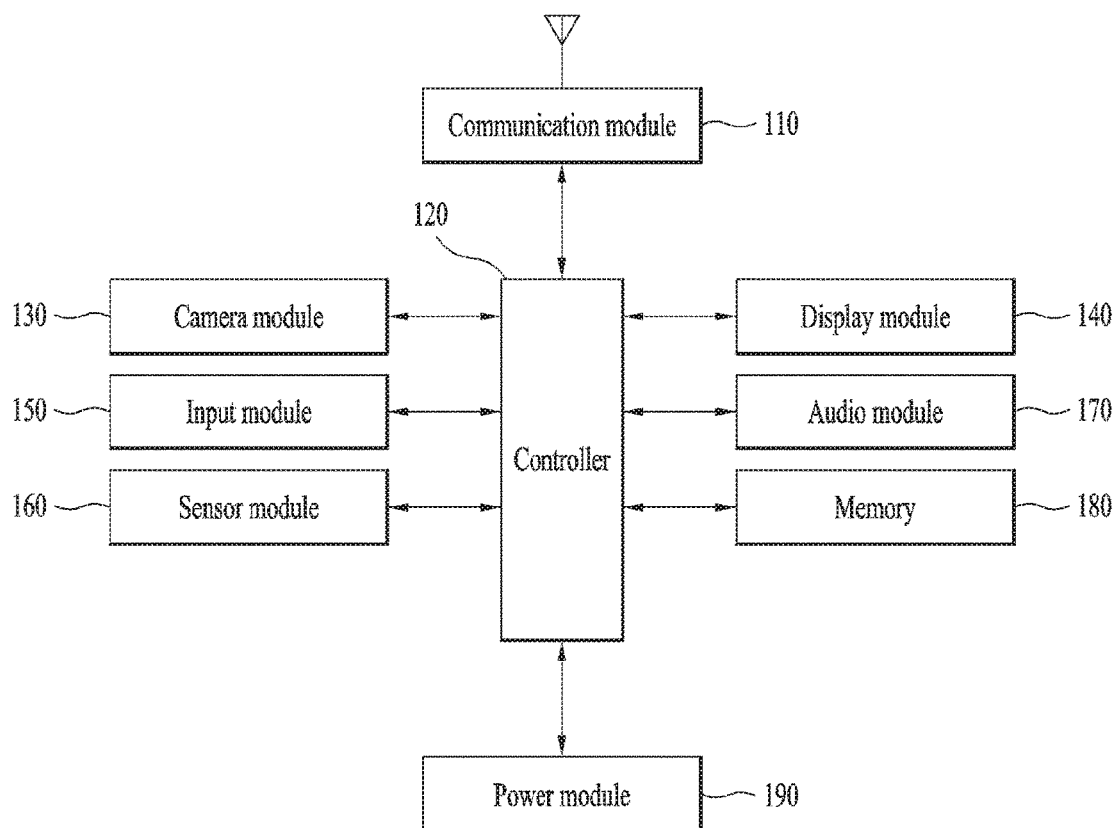 Communication module
110
120
130
Camera module
Display module
140
150
Input module
Audio module
170
Controller
160
Sensor module
Memory
180
Power module
190